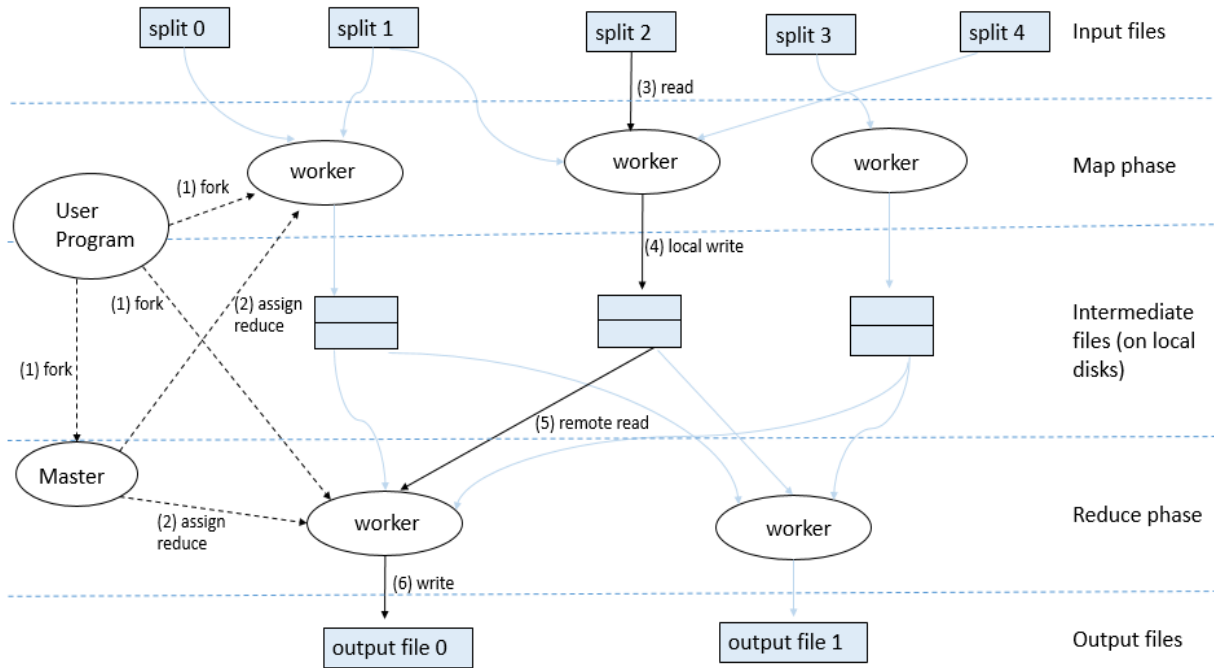 split 0
split 1
split 2
split 3
split 4
Input files
(3) read
worker
worker
worker
Map phase
(1) fork
User
Program
(4) local write
(1) fork
(2) assign
reduce
Intermediate
files (on local
disks)
(1) fork
(5) remote read
Master
(2) assign
reduce
worker
worker
Reduce phase
(6) write
output file 0
output file 1
Output files